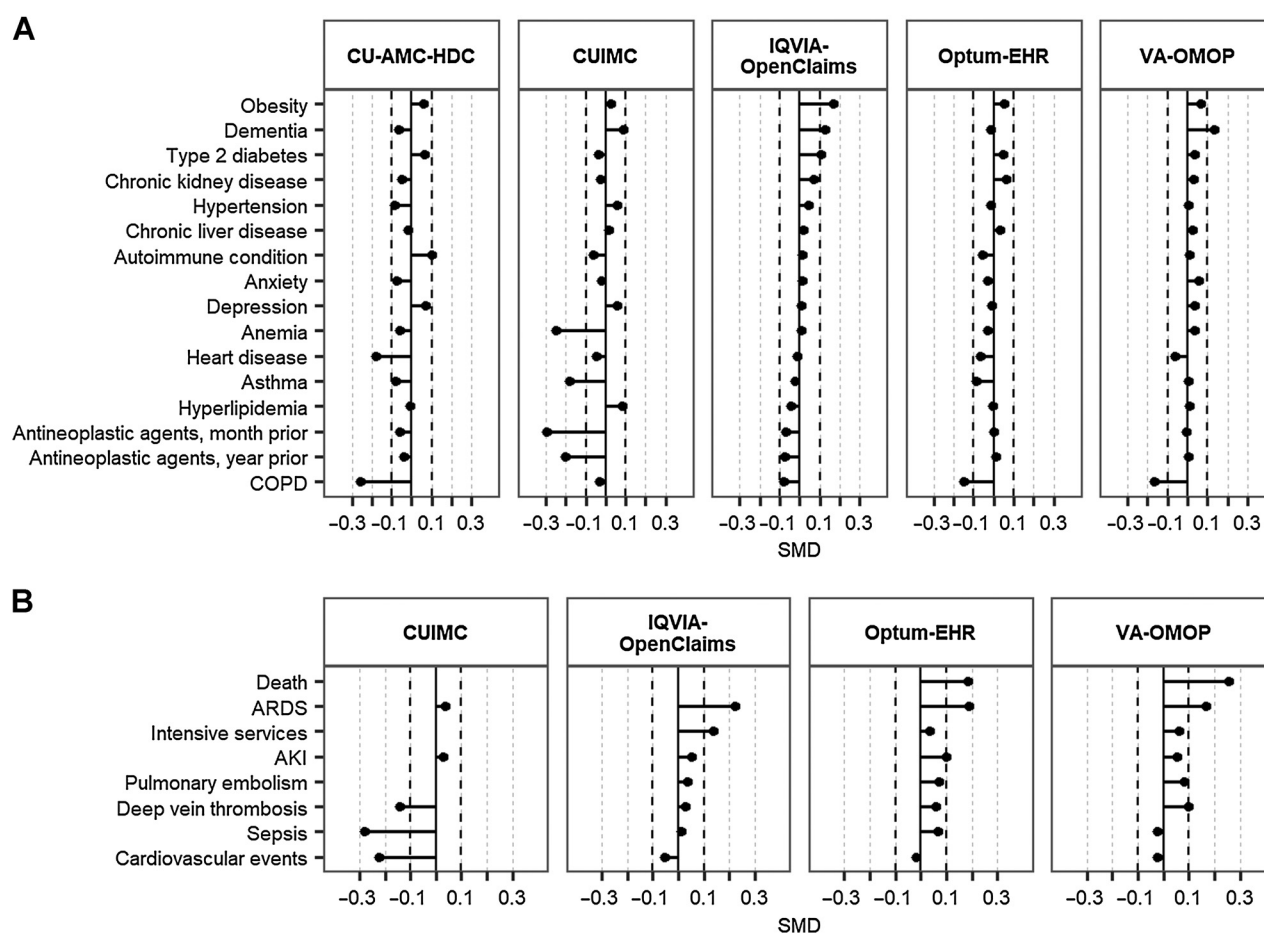 A
CU-AMC-HDC
CUIMC
IQVIA-
OpenClaims
Optum-EHR
VA-OMOP
Obesity
Dementia
Type 2 diabetes
Chronic kidney disease
Hypertension
Chronic liver disease
Autoimmune condition
Anxiety
Depression
Anemia
Heart disease
Asthma
Hyperlipidemia
Antineoplastic agents, month prior
Antineoplastic agents, year prior
COPD
−0.3 −0.1 0.1 0.3 −0.3 −0.1 0.1 0.3 −0.3 −0.1 0.1 0.3 −0.3 −0.1 0.1 0.3 −0.3 −0.1 0.1 0.3
SMD
B
CUIMC
IQVIA-
OpenClaims
Optum-EHR
VA-OMOP
Death
ARDS
Intensive services
AKI
Pulmonary embolism
Deep vein thrombosis
Sepsis
Cardiovascular events
−0.3 −0.1 0.1 0.3 −0.3 −0.1 0.1 0.3 −0.3 −0.1 0.1 0.3 −0.3 −0.1 0.1 0.3
SMD